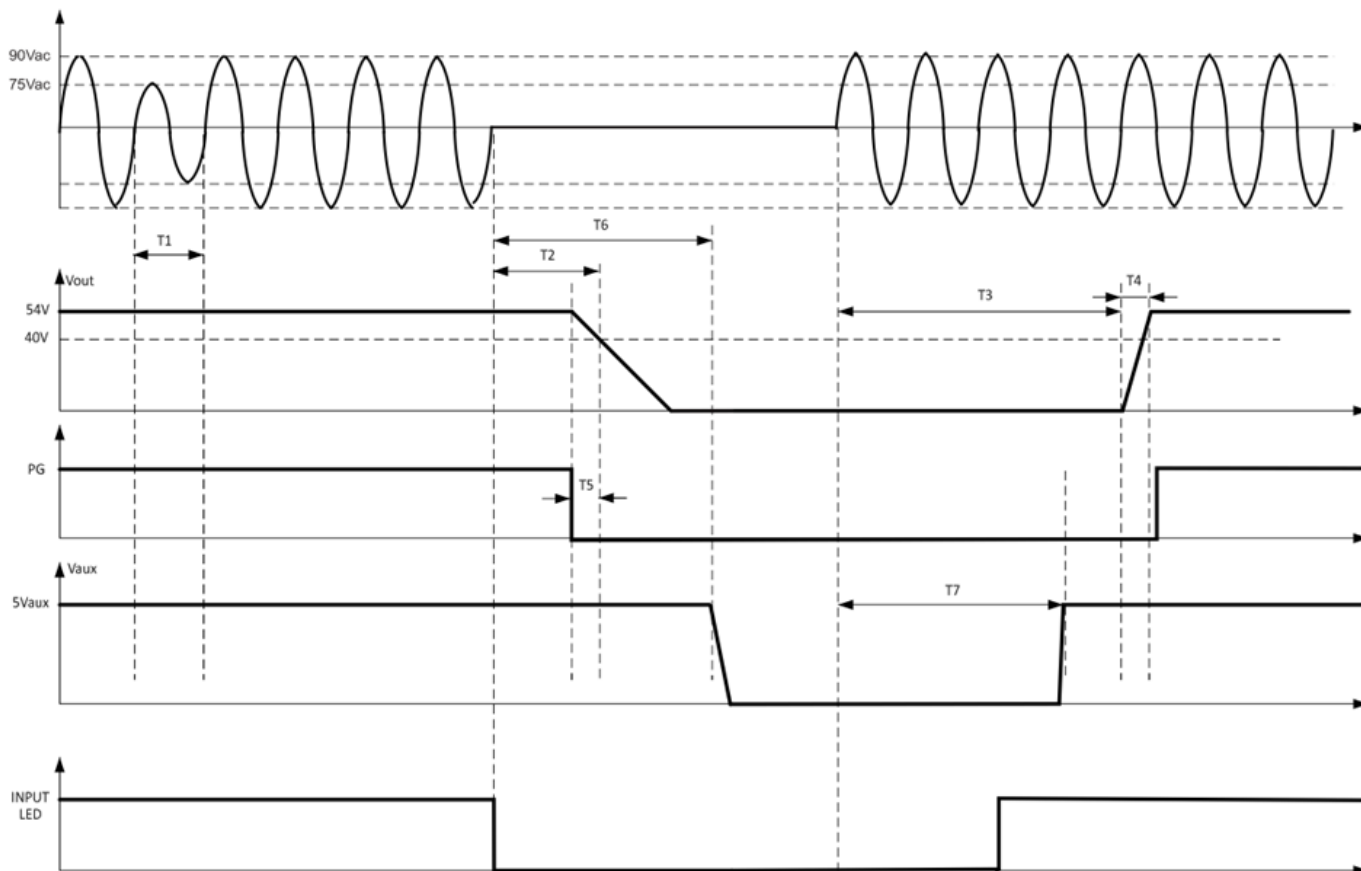 90Vac
75Vac
T1
T6
T2
Vout
54V
40V
T3
T4
PG
T5
Vaux
5Vaux
T7
INPUT
LED